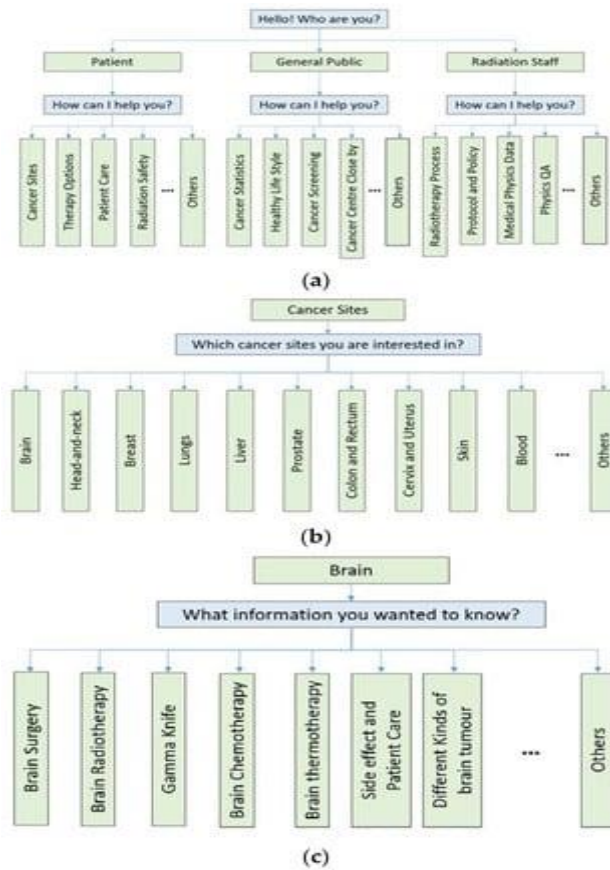 Hello! Who are you?
Patient
General Public
Radiation Staff
How can I help you?
How can I help you?
How can I help you?
Cancer Sites
Therapy Options
Patient Care
Radiation Safety
...
Others
Cancer Statistics
Healthy Life Style
Cancer Screening
Cancer Centre Close by
...
Others
Radiotherapy Process
Protocol and Policy
Medical Physics Data
Physics QA
...
Others
(a)
Cancer Sites
Which cancer sites you are interested in?
Brain
Head-and-neck
Breast
Lungs
Liver
Prostate
Colon and Rectum
Cervix and Uterus
Skin
Blood
...
Others
(b)
Brain
What information you wanted to know?
Brain Surgery
Brain Radiotherapy
Gamma Knife
Brain Chemotherapy
Brain thermotherapy
Side effect and
Patient Care
Different Kinds of
brain tumour
...
Others
(c)